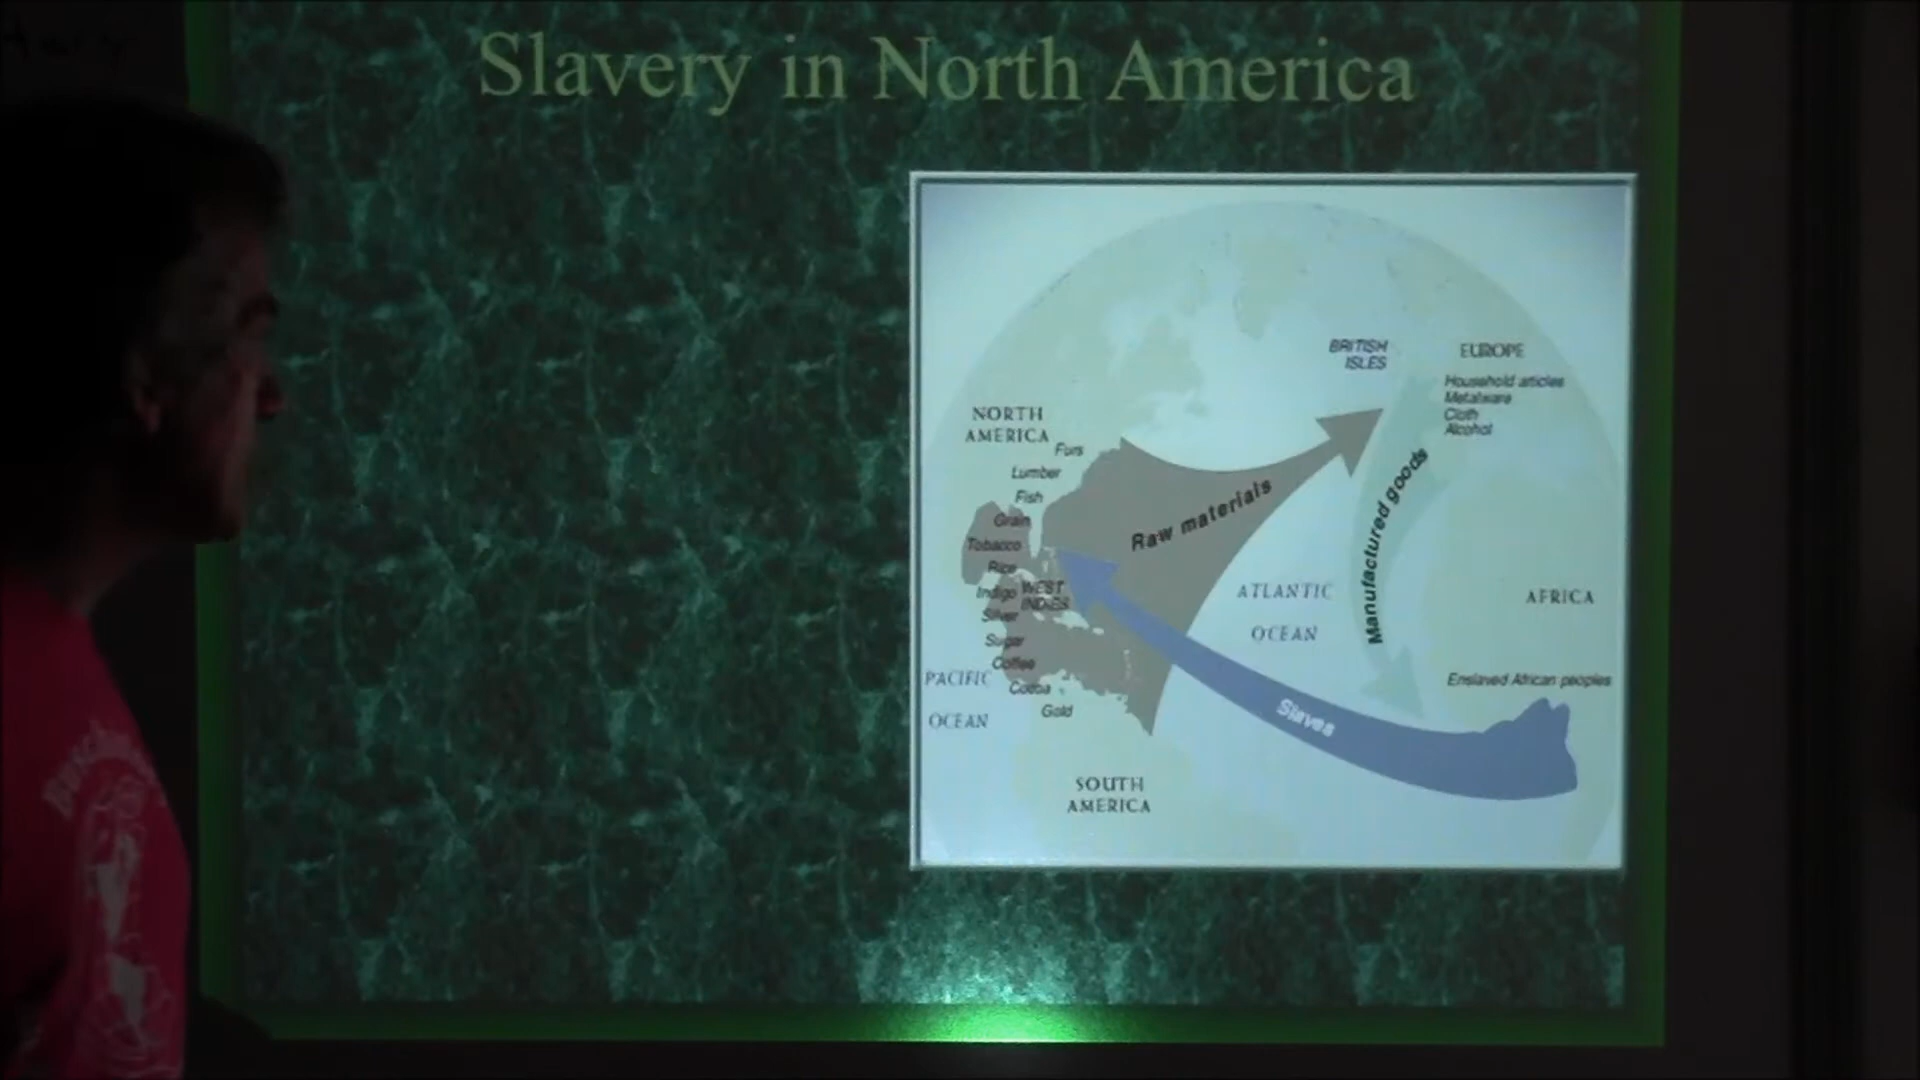 Slavery in North America
BRITISH
ISLES
EUROPE
Household articles
Metalware
Cloth
Alcohol
NORTH
AMERICA
Furs
Lumber
Fish
Grain
Tobacco
Rice
Indigo
Silver
Sugar
Coffee
Cocoa
Gold
WEST
INDIES
Raw materials
Manufactured goods
ATLANTIC
OCEAN
AFRICA
Enslaved African peoples
Slaves
PACIFIC
OCEAN
SOUTH
AMERICA